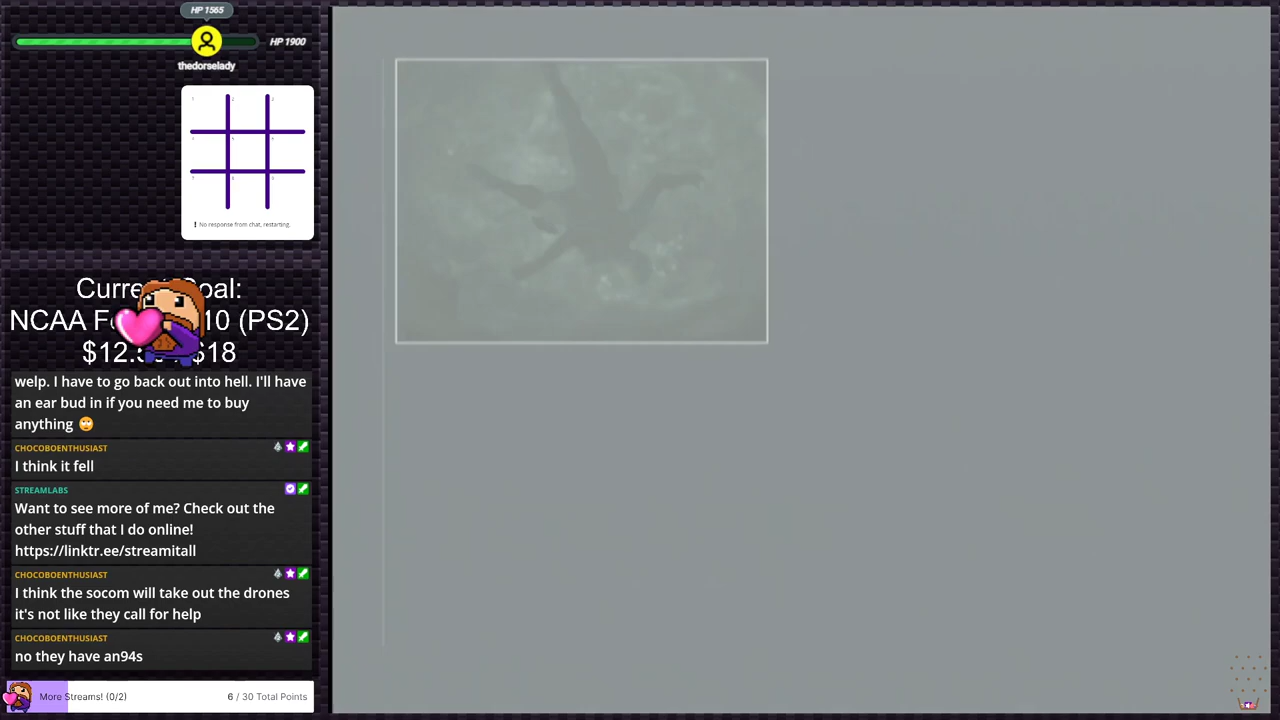 HP 1565
HP 1900
thedorselady
! No response from chat, restarting.
NCAA F 10 (PS2)
$18
welp. I have to go back out into hell. I'll have
an ear bud in if you need me to buy
anything 🙄
CHOCOBOENTHUSIAST
I think it fell
STREAMLABS
Want to see more of me? Check out the
other stuff that I do online!
https://linktr.ee/streamitall
CHOCOBOENTHUSIAST
I think the socom will take out the drones
it's not like they call for help
CHOCOBOENTHUSIAST
no they have an94s
More Streams! (0/2)
6 / 30 Total Points